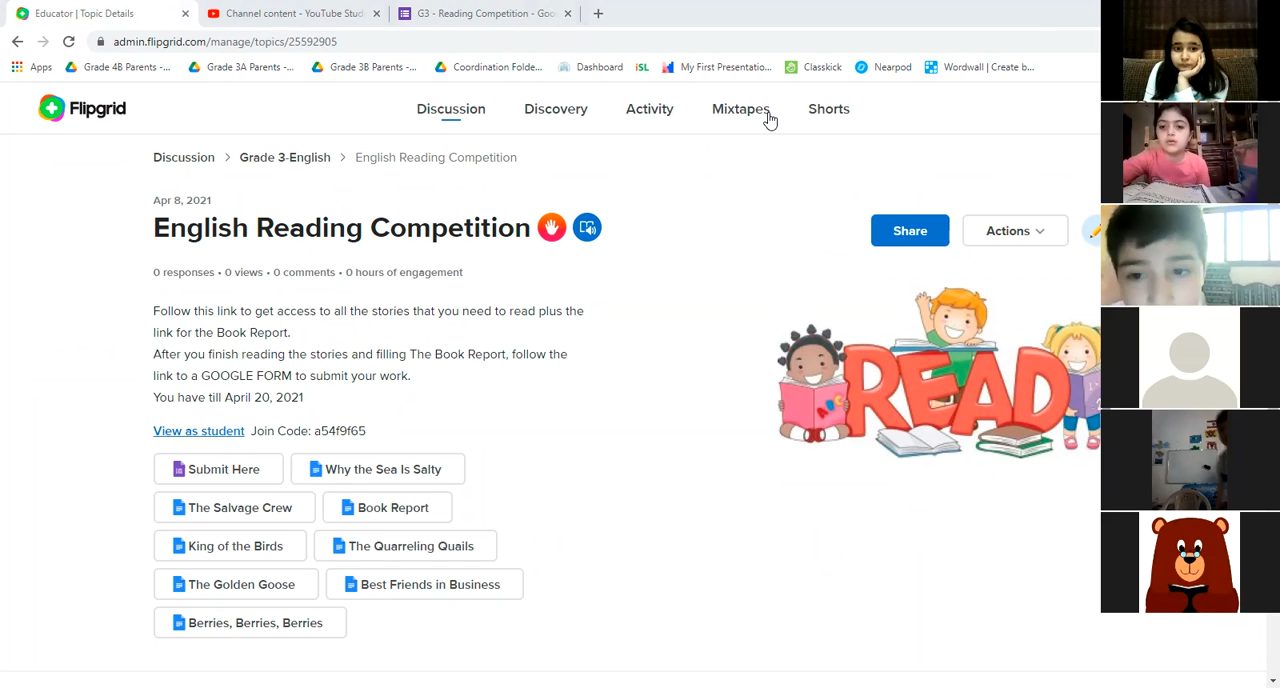 Educator | Topic Details
Channel content - YouTube Stud
G3 - Reading Competition - Goo
admin.flipgrid.com/manage/topics/25592905
Apps Grade 4B Parents -... Grade 3A Parents -... Grade 3B Parents -... Coordination Folde... Dashboard iSL My First Presentatio... Classkick Nearpod Wordwall | Create b...
Flipgrid Discussion Discovery Activity Mixtapes Shorts
Discussion > Grade 3-English > English Reading Competition
Apr 8, 2021
English Reading Competition
Share Actions
0 responses • 0 views • 0 comments • 0 hours of engagement
Follow this link to get access to all the stories that you need to read plus the
link for the Book Report.
After you finish reading the stories and filling The Book Report, follow the
link to a GOOGLE FORM to submit your work.
You have till April 20, 2021
View as student Join Code: a54f9f65
Submit Here Why the Sea Is Salty
The Salvage Crew Book Report
King of the Birds The Quarreling Quails
The Golden Goose Best Friends in Business
Berries, Berries, Berries
READ
ABC